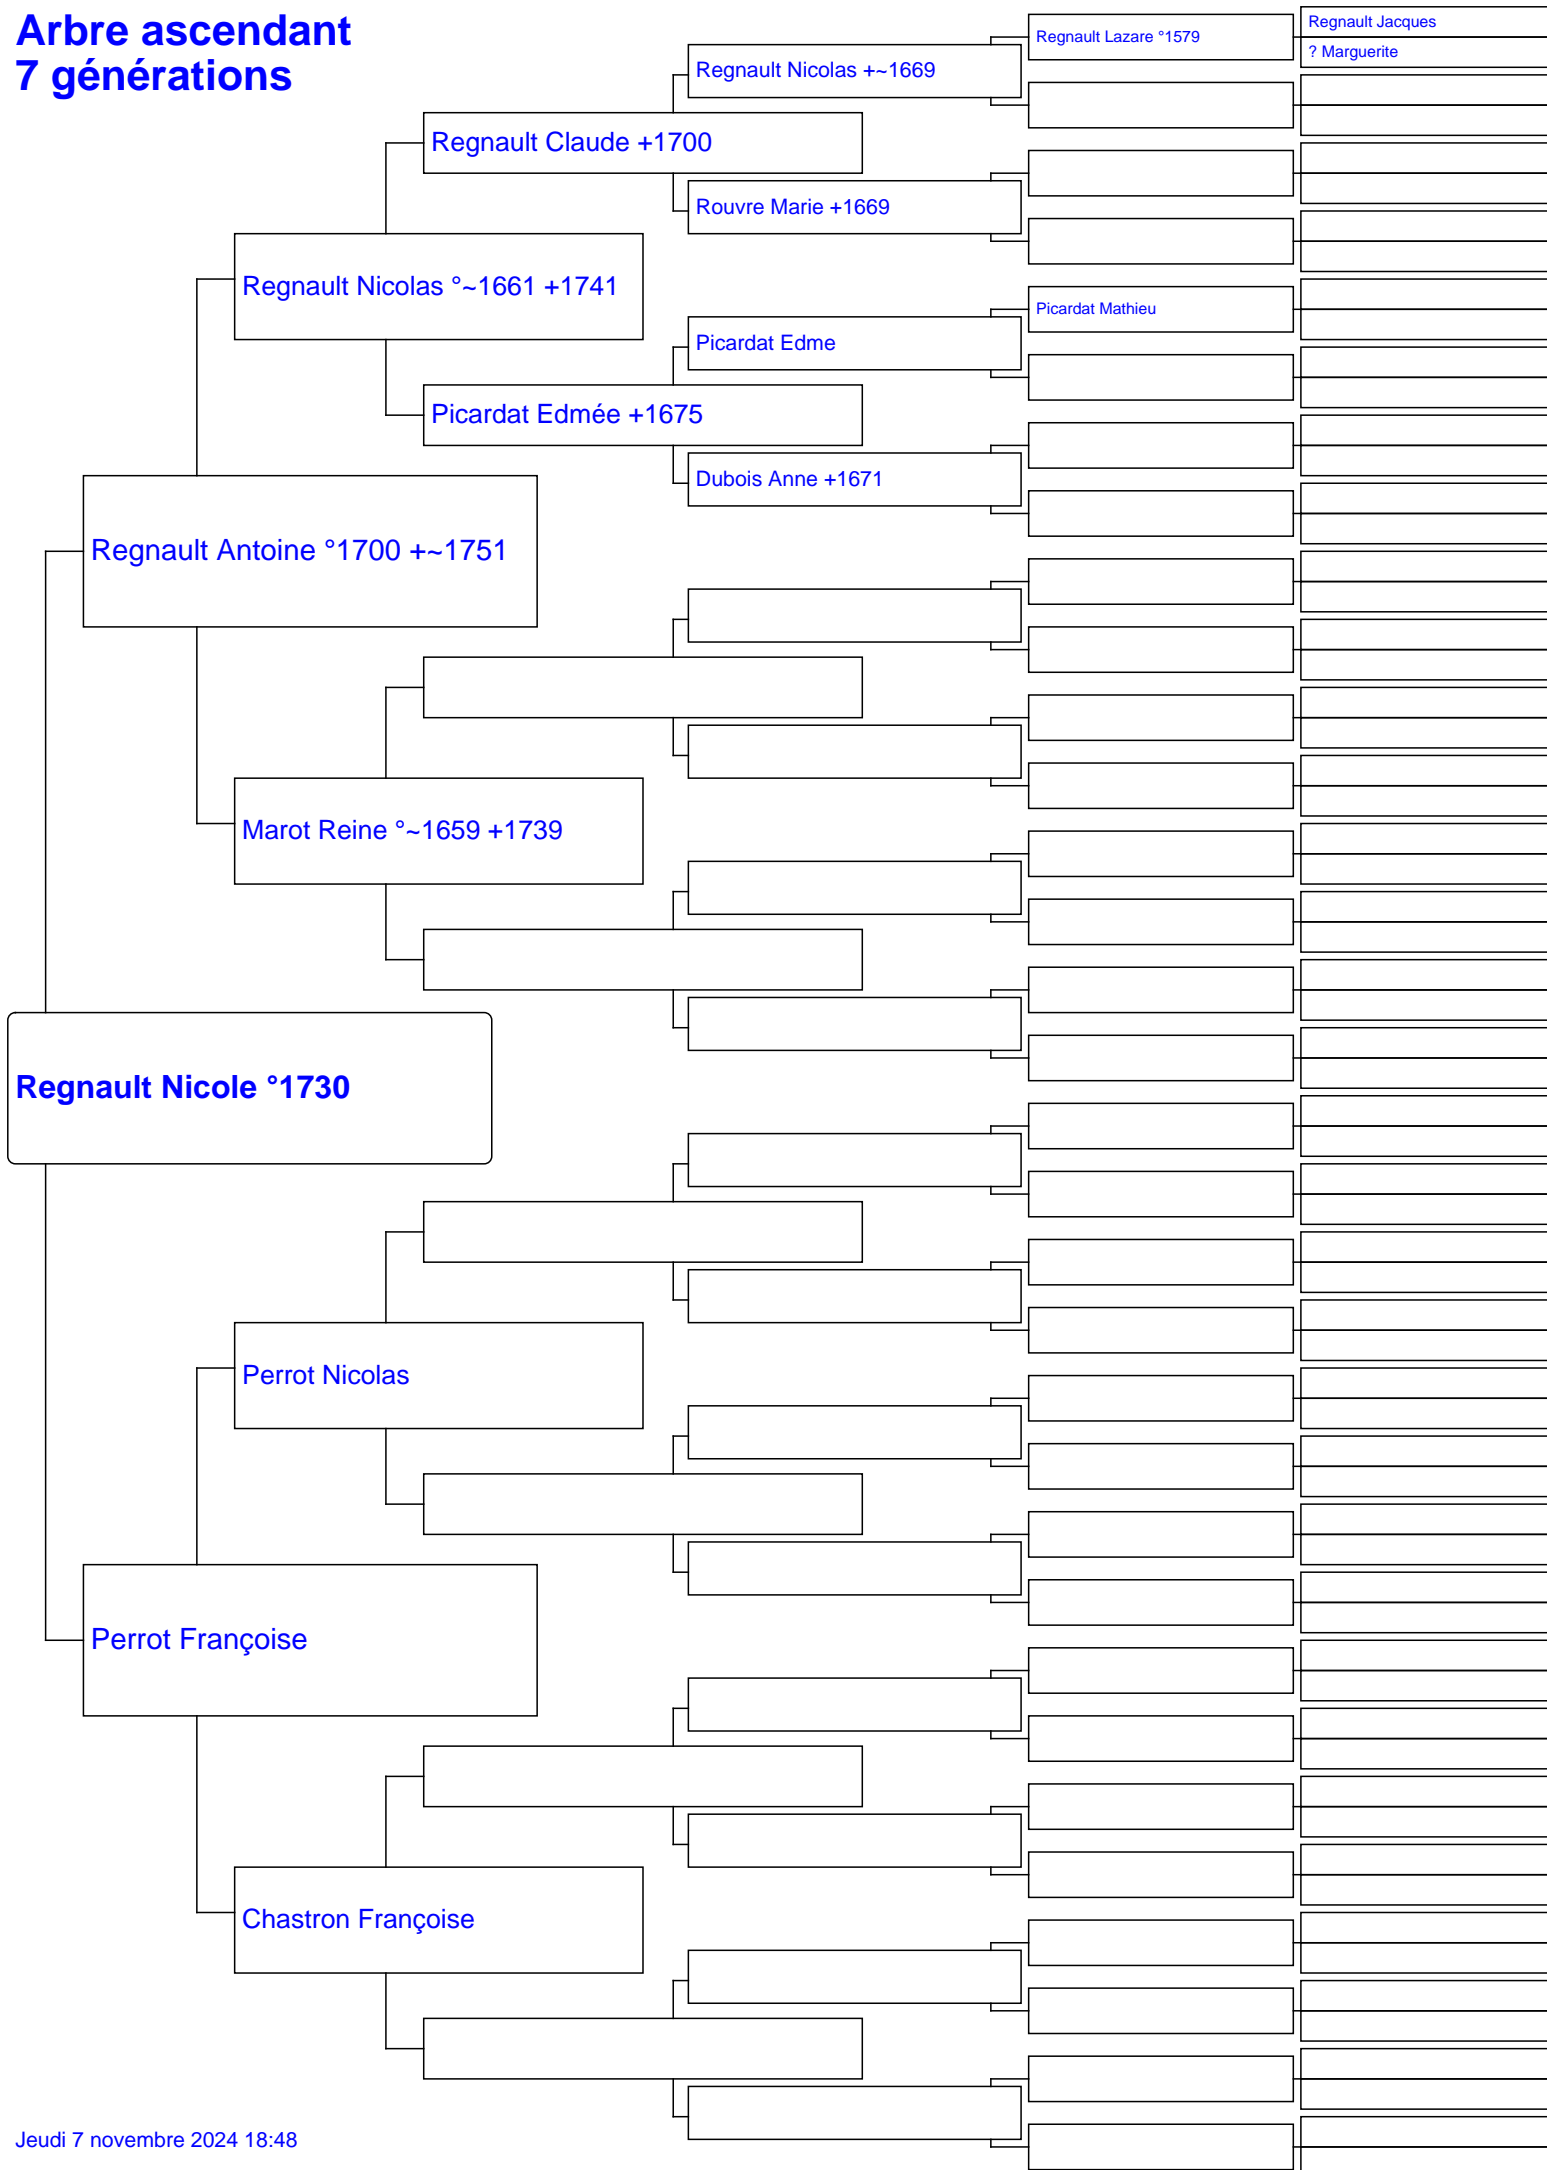 Arbre ascendant
7 générations
Regnault Jacques
Regnault Lazare °1579
? Marguerite
Regnault Nicolas +~1669
Regnault Claude +1700
Rouvre Marie +1669
Regnault Nicolas °~1661 +1741
Picardat Mathieu
Picardat Edme
Picardat Edmée +1675
Dubois Anne +1671
Regnault Antoine °1700 +~1751
Marot Reine °~1659 +1739
Regnault Nicole °1730
Perrot Nicolas
Perrot Françoise
Chastron Françoise
Jeudi 7 novembre 2024 18:48